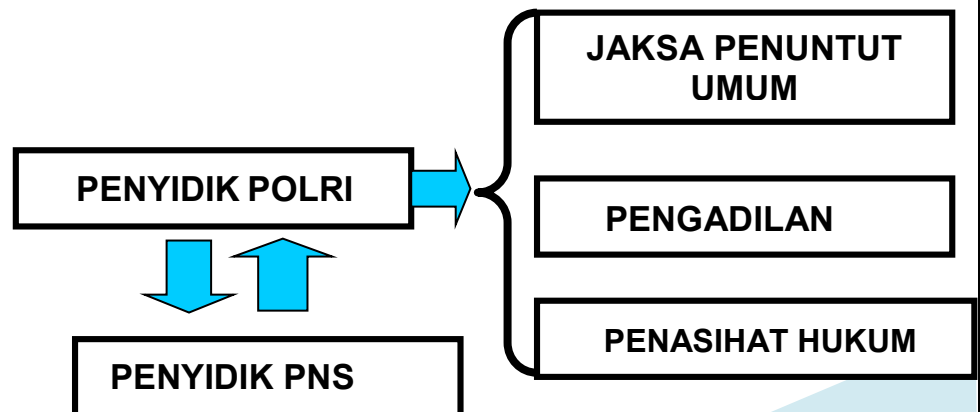 JAKSA PENUNTUT
UMUM
PENYIDIK POLRI
PENGADILAN
PENASIHAT HUKUM
PENYIDIK PNS